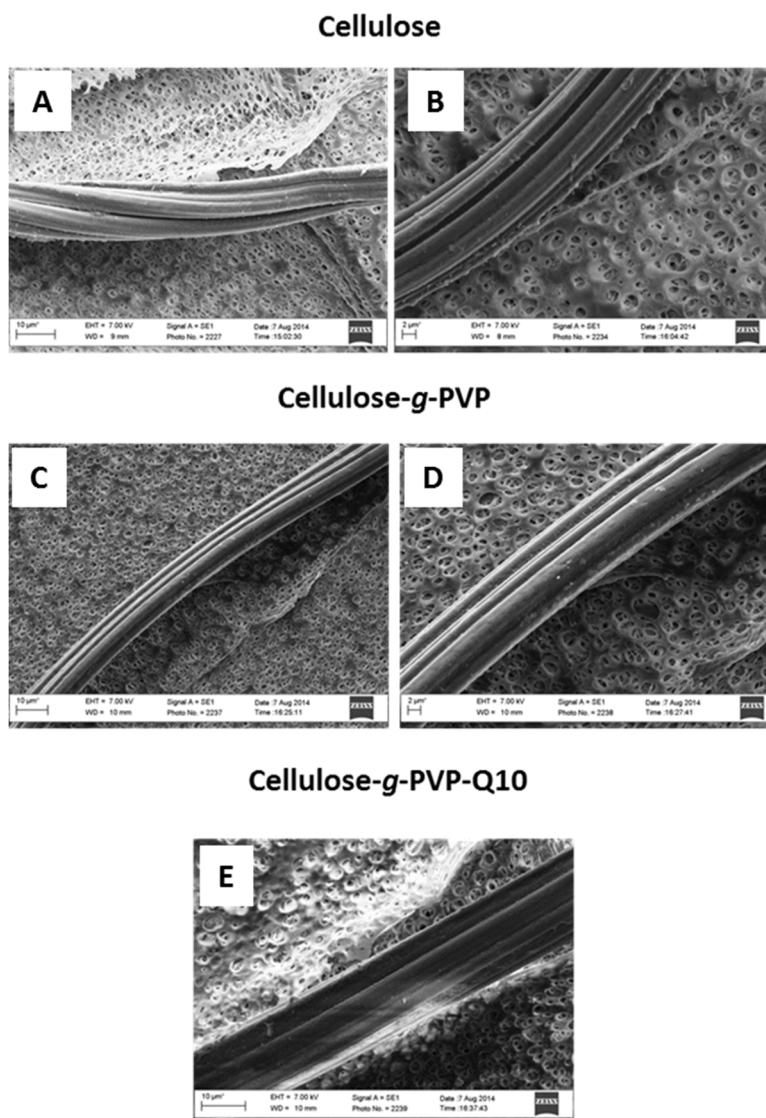 Cellulose
A
B
10 µm*
EHT = 7.00 kV
Signal A = SE1
Date :7 Aug 2014
WD = 9 mm
Photo No. = 2227
Time :15:02:30
ZEISS
2 µm*
EHT = 7.00 kV
Signal A = SE1
Date :7 Aug 2014
WD = 8 mm
Photo No. = 2234
Time :16:04:42
ZEISS
Cellulose-g-PVP
C
D
10 µm*
EHT = 7.00 kV
Signal A = SE1
Date :7 Aug 2014
WD = 10 mm
Photo No. = 2237
Time :16:25:11
ZEISS
2 µm*
EHT = 7.00 kV
Signal A = SE1
Date :7 Aug 2014
WD = 10 mm
Photo No. = 2238
Time :16:27:41
ZEISS
Cellulose-g-PVP-Q10
E
10 µm*
EHT = 7.00 kV
Signal A = SE1
Date :7 Aug 2014
WD = 10 mm
Photo No. = 2239
Time :16:37:43
ZEISS